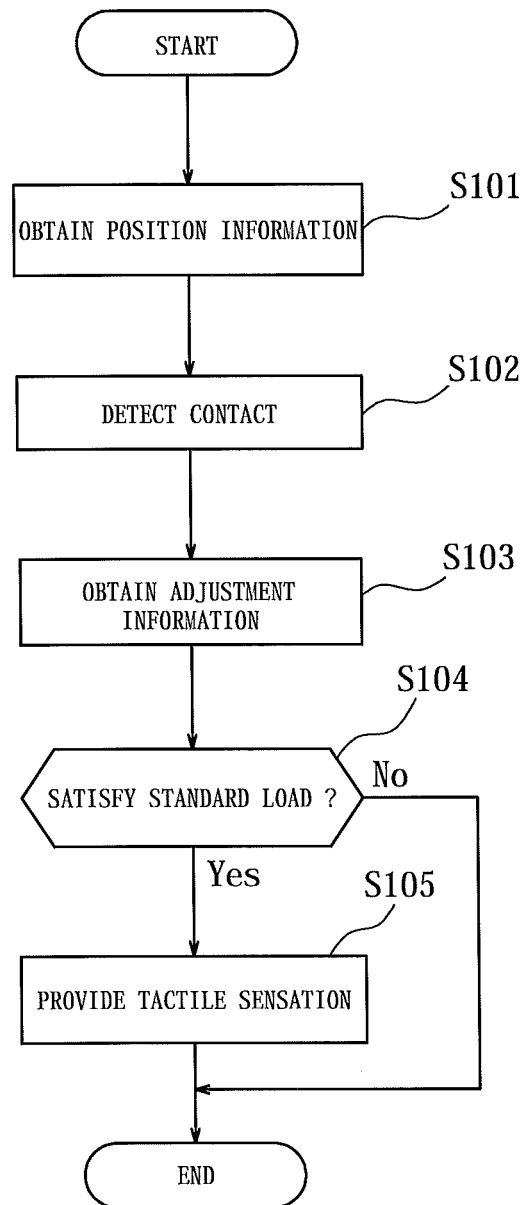 START
S101
OBTAIN POSITION INFORMATION
S102
DETECT CONTACT
S103
OBTAIN ADJUSTMENT
INFORMATION
S104
SATISFY STANDARD LOAD ?
No
Yes
S105
PROVIDE TACTILE SENSATION
END